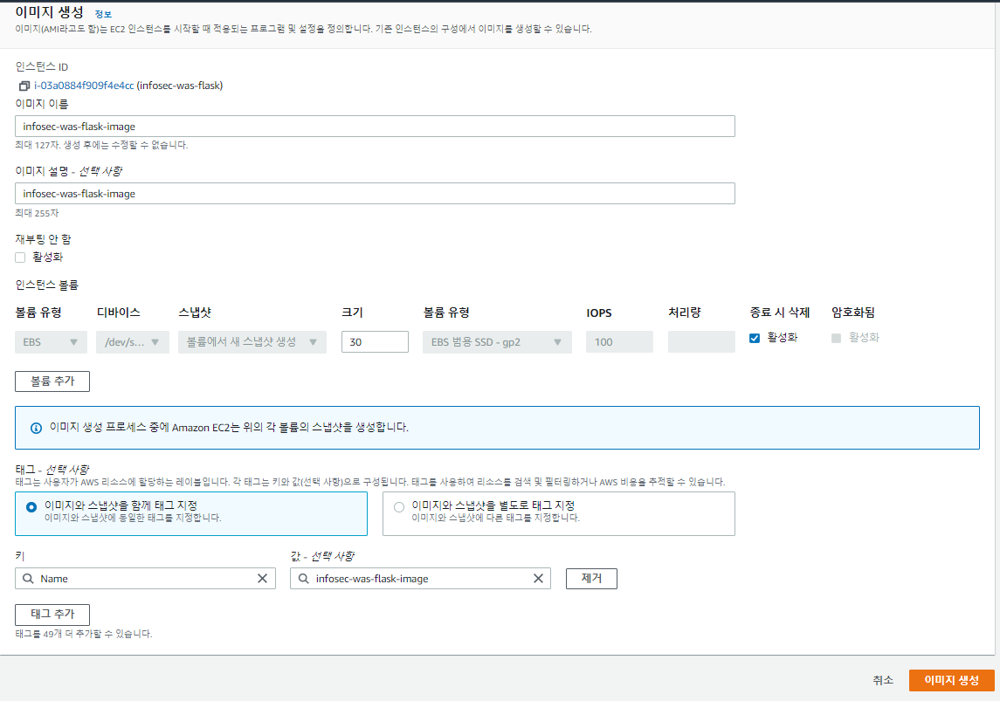 이미지 생성 정보
이미지(AMI라고도 함)는 EC2 인스턴스를 시작할 때 적용되는 프로그램 및 설정을 정의합니다. 기존 인스턴스의 구성에서 이미지를 생성할 수 있습니다.
인스턴스 ID
i-03a0884f909f4e4cc (infosec-was-flask)
이미지 이름
infosec-was-flask-image
최대 127자. 생성 후에는 수정할 수 없습니다.
이미지 설명 - 선택 사항
infosec-was-flask-image
최대 255자
재부팅 안 함
활성화
인스턴스 볼륨
볼륨 유형 디바이스 스냅샷 크기 볼륨 유형 IOPS 처리량 종료 시 삭제 암호화됨
EBS /dev/s... 볼륨에서 새 스냅샷 생성 30 EBS 범용 SSD - gp2 100 활성화 활성화
볼륨 추가
이미지 생성 프로세스 중에 Amazon EC2는 위의 각 볼륨의 스냅샷을 생성합니다.
태그 - 선택 사항
태그는 사용자가 AWS 리소스에 할당하는 레이블입니다. 각 태그는 키와 값(선택 사항)으로 구성됩니다. 태그를 사용하여 리소스를 검색 및 필터링하거나 AWS 비용을 추적할 수 있습니다.
이미지와 스냅샷을 함께 태그 지정 이미지와 스냅샷을 별도로 태그 지정
이미지와 스냅샷에 동일한 태그를 지정합니다. 이미지와 스냅샷에 다른 태그를 지정합니다.
키 값 - 선택 사항
Name infosec-was-flask-image 제거
태그 추가
태그를 49개 더 추가할 수 있습니다.
취소 이미지 생성